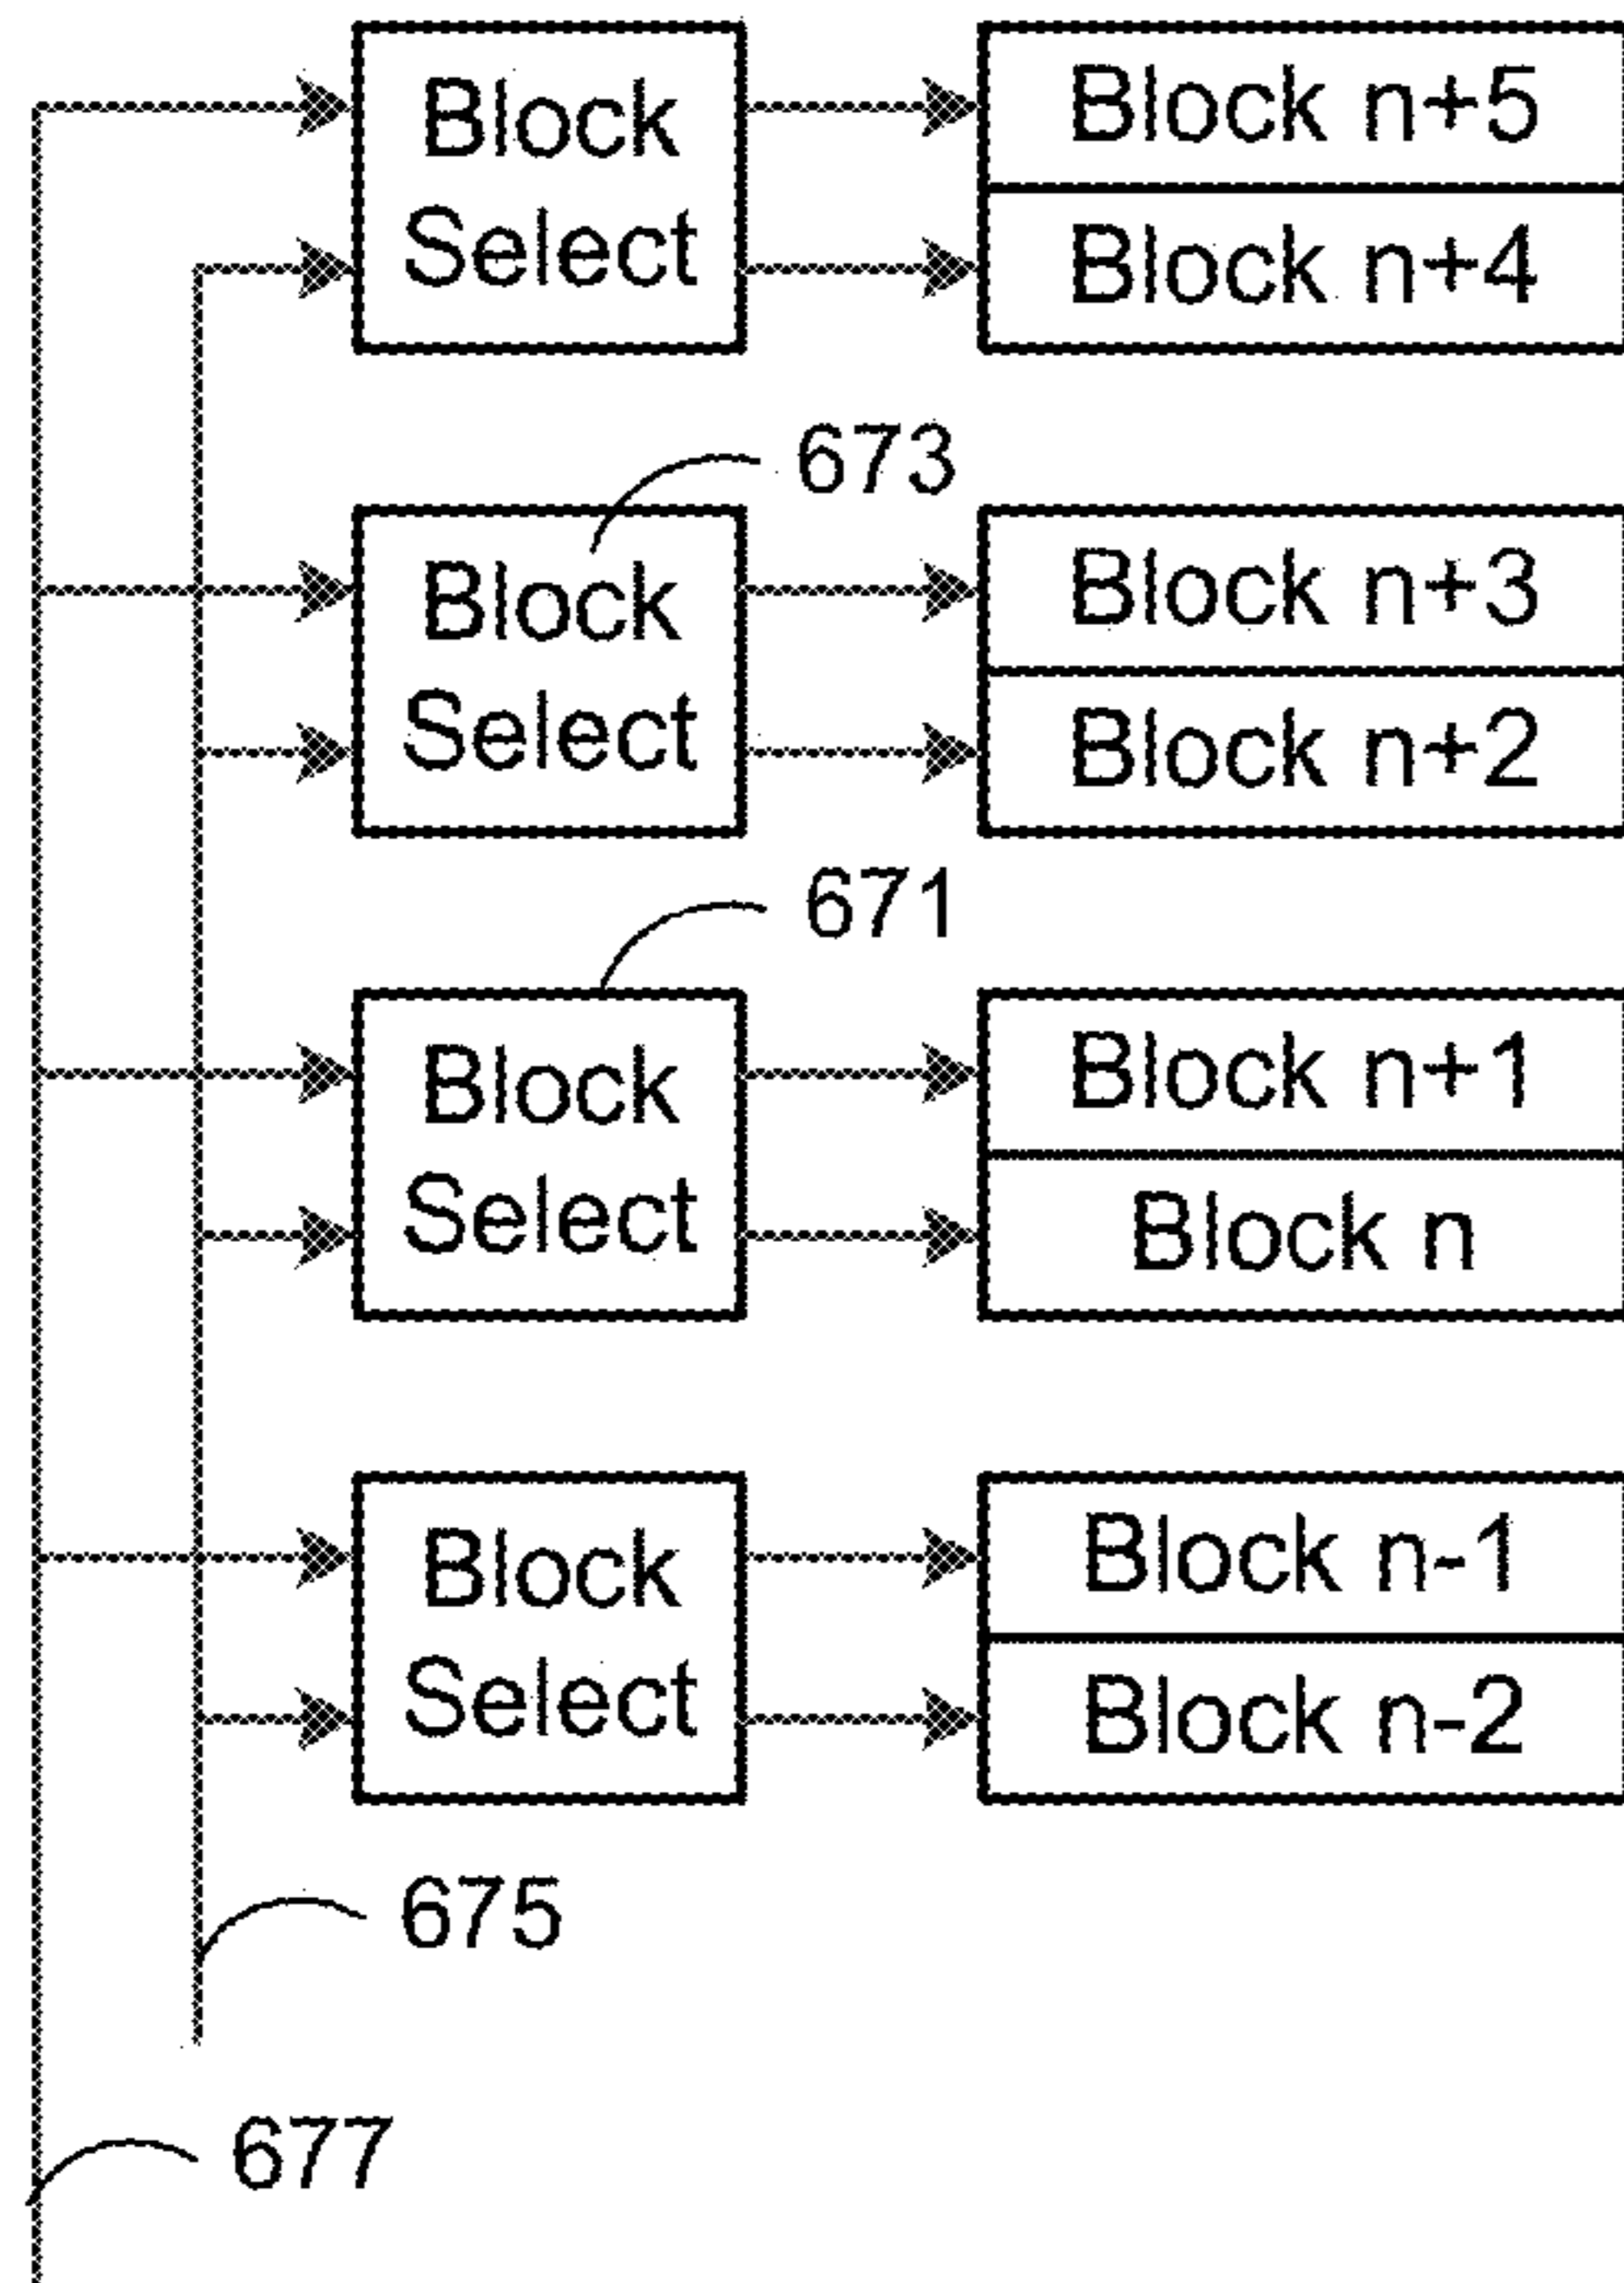 Block
Select
Block n+5
Block n+4
673
Block
Select
Block n+3
Block n+2
671
Block
Select
Block n+1
Block n
Block
Select
Block n-1
Block n-2
675
677